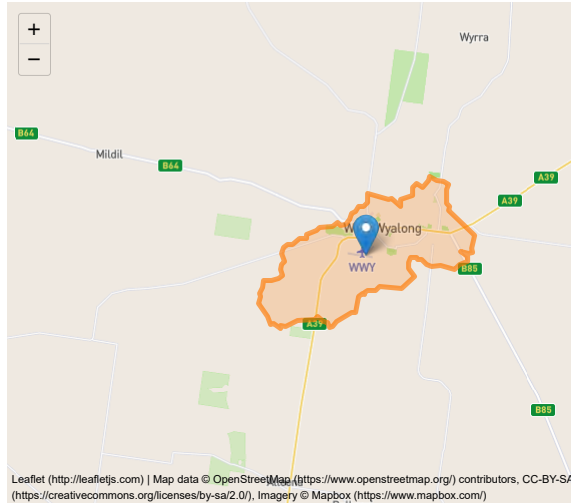 +
−
Wyrra
B64
Mildil
B64
A39
A39
Wyalong
WWY
B85
A39
B85
Leaflet (http://leafletjs.com) | Map data © OpenStreetMap (https://www.openstreetmap.org/) contributors, CC-BY-SA
(https://creativecommons.org/licenses/by-sa/2.0/), Imagery © Mapbox (https://www.mapbox.com/)